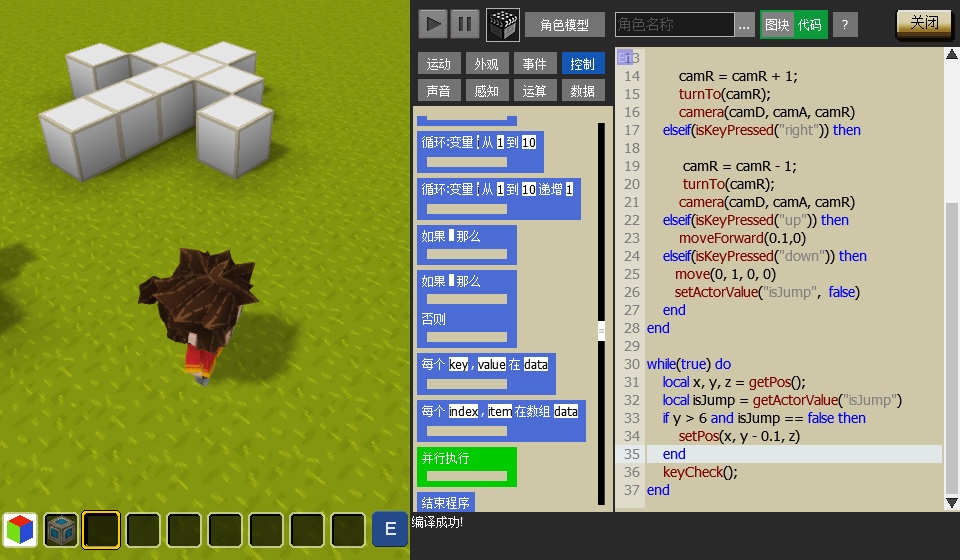 角色模型
角色名称
...
图块 代码
?
关闭
运动 外观 事件 控制
声音 感知 运算 数据
循环:变量 i 从 1 到 10
循环:变量 i 从 1 到 10 递增 1
如果 那么
如果 那么
否则
每个 key , value 在 data
每个 index , item 在数组 data
并行执行
结束程序
E
编译成功!
13
14 camR = camR + 1;
15 turnTo(camR);
16 camera(camD, camA, camR)
17 elseif(isKeyPressed("right")) then
18
19 camR = camR - 1;
20 turnTo(camR);
21 camera(camD, camA, camR)
22 elseif(isKeyPressed("up")) then
23 moveForward(0.1,0)
24 elseif(isKeyPressed("down")) then
25 move(0, 1, 0, 0)
26 setActorValue("isJump", false)
27 end
28 end
29
30 while(true) do
31 local x, y, z = getPos();
32 local isJump = getActorValue("isJump")
33 if y > 6 and isJump == false then
34 setPos(x, y - 0.1, z)
35 end
36 keyCheck();
37 end